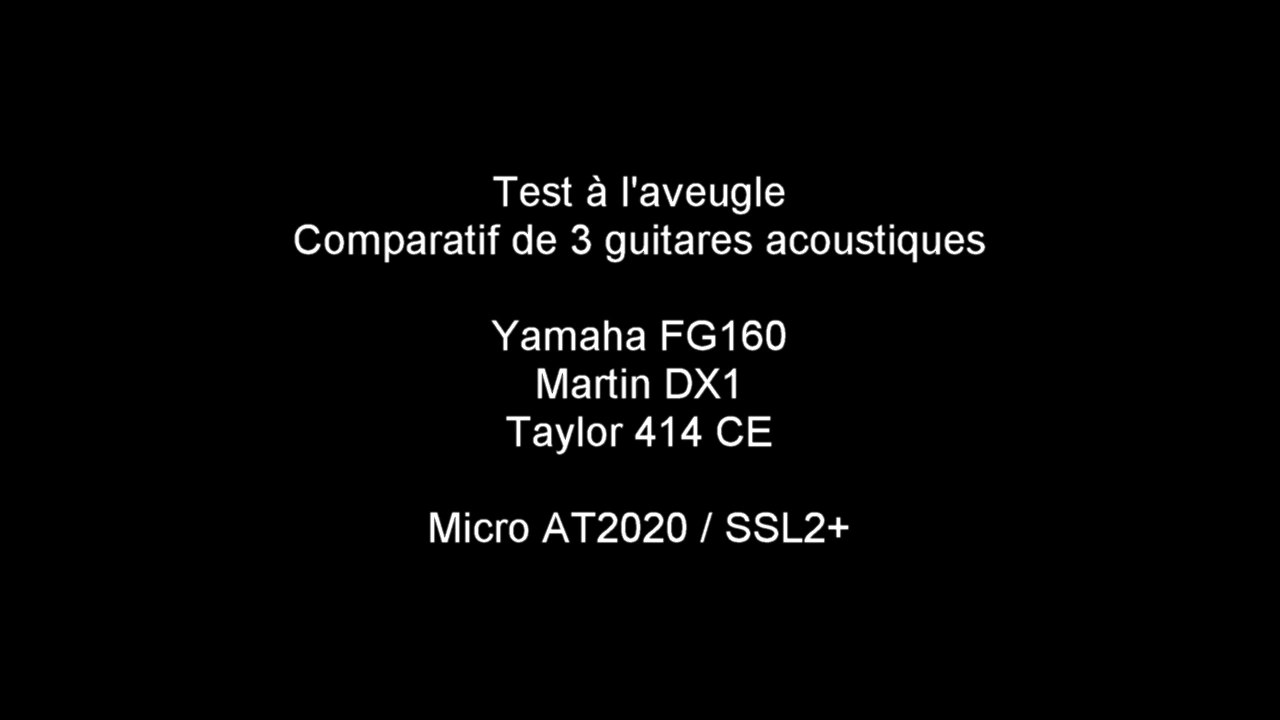 Test à l'aveugle
Comparatif de 3 guitares acoustiques
Yamaha FG160
Martin DX1
Taylor 414 CE
Micro AT2020 / SSL2+